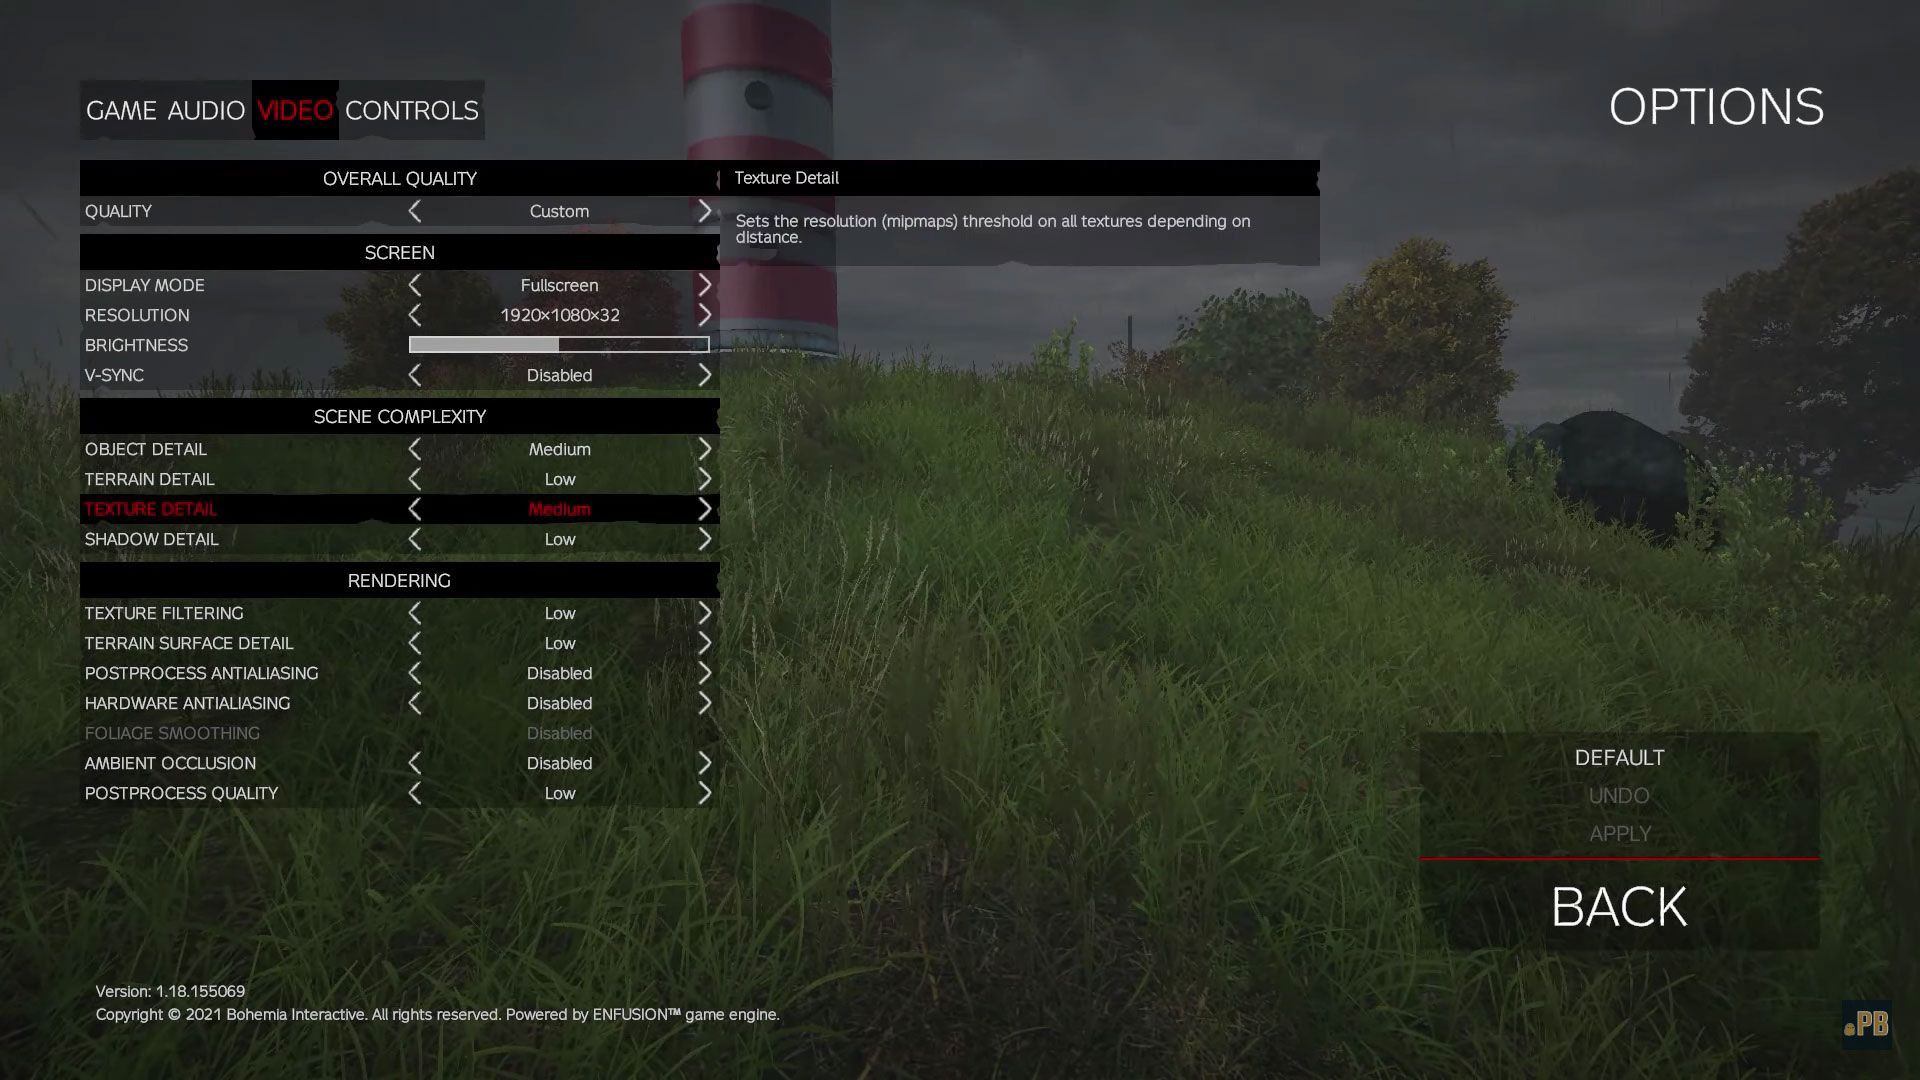 GAME AUDIO VIDEO CONTROLS
OPTIONS
OVERALL QUALITY
QUALITY Custom
SCREEN
DISPLAY MODE Fullscreen
RESOLUTION 1920×1080×32
BRIGHTNESS
V-SYNC Disabled
SCENE COMPLEXITY
OBJECT DETAIL Medium
TERRAIN DETAIL Low
TEXTURE DETAIL Medium
SHADOW DETAIL Low
RENDERING
TEXTURE FILTERING Low
TERRAIN SURFACE DETAIL Low
POSTPROCESS ANTIALIASING Disabled
HARDWARE ANTIALIASING Disabled
FOLIAGE SMOOTHING Disabled
AMBIENT OCCLUSION Disabled
POSTPROCESS QUALITY Low
Texture Detail
Sets the resolution (mipmaps) threshold on all textures depending on
distance.
DEFAULT
UNDO
APPLY
BACK
Version: 1.18.155069
Copyright © 2021 Bohemia Interactive. All rights reserved. Powered by ENFUSION™ game engine.
.PB